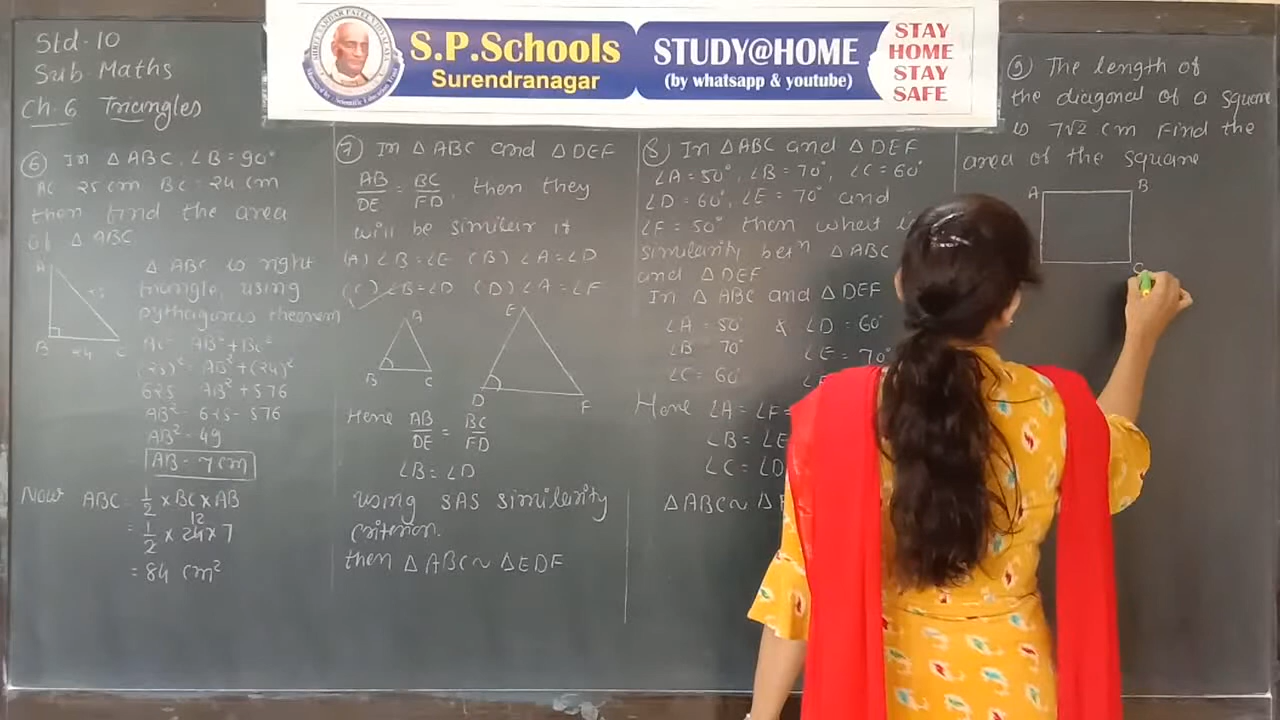 S.P.Schools
Surendranagar
STUDY@HOME
(by whatsapp & youtube)
STAY
HOME
STAY
SAFE
Std-10
Sub Maths
Ch. 6 Triangles
6 In △ ABC, ∠B = 90°
AC 25 cm BC = 24 cm
then find the area
of △ ABC
A
B
C
24
△ ABC is right
triangle, using
pythagoras theorem
AC² = AB² + BC²
(25)² = AB² + (24)²
625 AB² + 576
AB² = 625 - 576
AB² = 49
AB = 7 cm
Now ABC = 1/2 × BC × AB
= 1/2 × 24 × 7
12
= 84 cm²
7 In △ ABC and △ DEF
AB/DE = BC/FD, then they
will be similar if
(A) ∠B = ∠E (B) ∠A = ∠D
(C) ∠B = ∠D (D) ∠A = ∠F
A
B
C
E
D
F
Here AB/DE = BC/FD
∠B = ∠D
using SAS similarity
criterion.
then △ ABC ~ △ EDF
8 In △ABC and △DEF
∠A = 50°, ∠B = 70°, ∠C = 60°
∠D = 60°, ∠E = 70° and
∠F = 50° then what i
similarity betⁿ △ABC
and △DEF
In △ ABC and △ DEF
∠A = 50° & ∠D = 60°
∠B = 70° ∠E = 70°
∠C = 60°
Here ∠A = ∠F =
∠B = ∠E
∠C = ∠D
△ABC ~ △
9 The length of
the diagonal of a square
is 7√2 cm Find the
area of the square
A
B